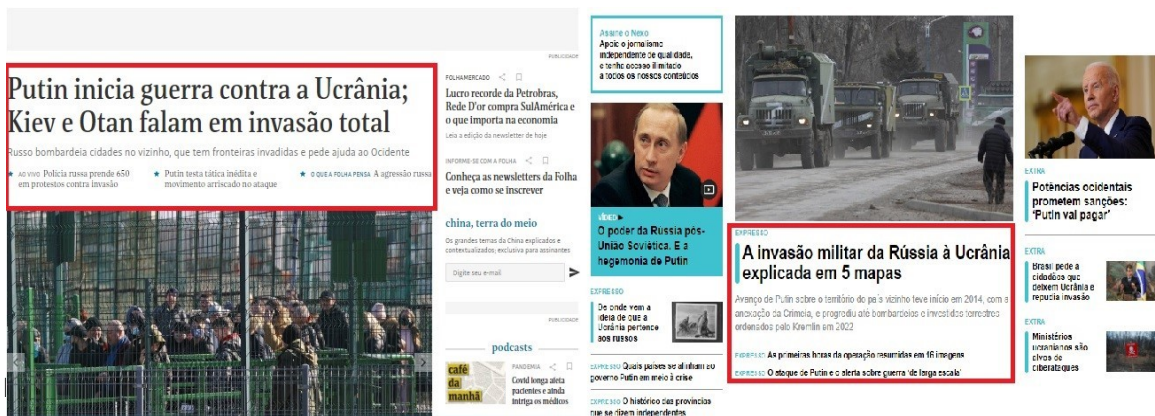 PUBLICIDADE
Putin inicia guerra contra a Ucrânia;
Kiev e Otan falam em invasão total
Russo bombardeia cidades no vizinho, que tem fronteiras invadidas e pede ajuda ao Ocidente
★ AO VIVO Polícia russa prende 650
em protestos contra invasão
★ Putin testa tática inédita e
movimento arriscado no ataque
★ O QUE A FOLHA PENSA A agressão russa
FOLHAMERCADO
Lucro recorde da Petrobras,
Rede D'or compra SulAmérica e
o que importa na economia
Leia a edição da newsletter de hoje
INFORME-SE COM A FOLHA
Conheça as newsletters da Folha
e veja como se inscrever
china, terra do meio
Os grandes temas da China explicados e
contextualizados; exclusiva para assinantes
Digite seu e-mail
PUBLICIDADE
podcasts
café
da
manhã
PANDEMIA
Covid longa afeta
pacientes e ainda
intriga os médicos
Assine o Nexo
Apoie o jornalismo
independente de qualidade,
e tenha acesso ilimitado
a todos os nossos conteúdos
VÍDEO
O poder da Rússia pós-
União Soviética. E a
hegemonia de Putin
EXPRESSO
De onde vem a
ideia de que a
Ucrânia pertence
aos russos
EXPRESSO Quais países se alinham ao
governo Putin em meio à crise
EXPRESSO O histórico das províncias
que se dizem independentes
EXPRESSO
A invasão militar da Rússia à Ucrânia
explicada em 5 mapas
Avanço de Putin sobre o território do país vizinho teve início em 2014, com a
anexação da Crimeia, e progrediu até bombardeios e investidas terrestres
ordenados pelo Kremlin em 2022
EXPRESSO As primeiras horas da operação resumidas em 16 imagens
EXPRESSO O ataque de Putin e o alerta sobre guerra 'de larga escala'
EXTRA
Potências ocidentais
prometem sanções:
'Putin vai pagar'
EXTRA
Brasil pede a
cidadãos que
deixem Ucrânia e
repudia invasão
EXTRA
Ministérios
ucranianos são
alvos de
ciberataques